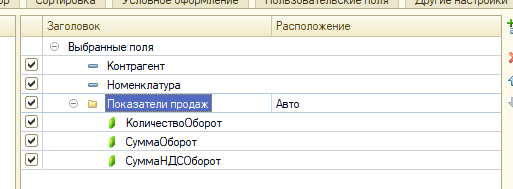 Сортировка Условное оформление Пользовательские поля Другие настройки
Заголовок Расположение
Выбранные поля
Контрагент
Номенклатура
Показатели продаж Авто
КоличествоОборот
СуммаОборот
СуммаНДСОборот